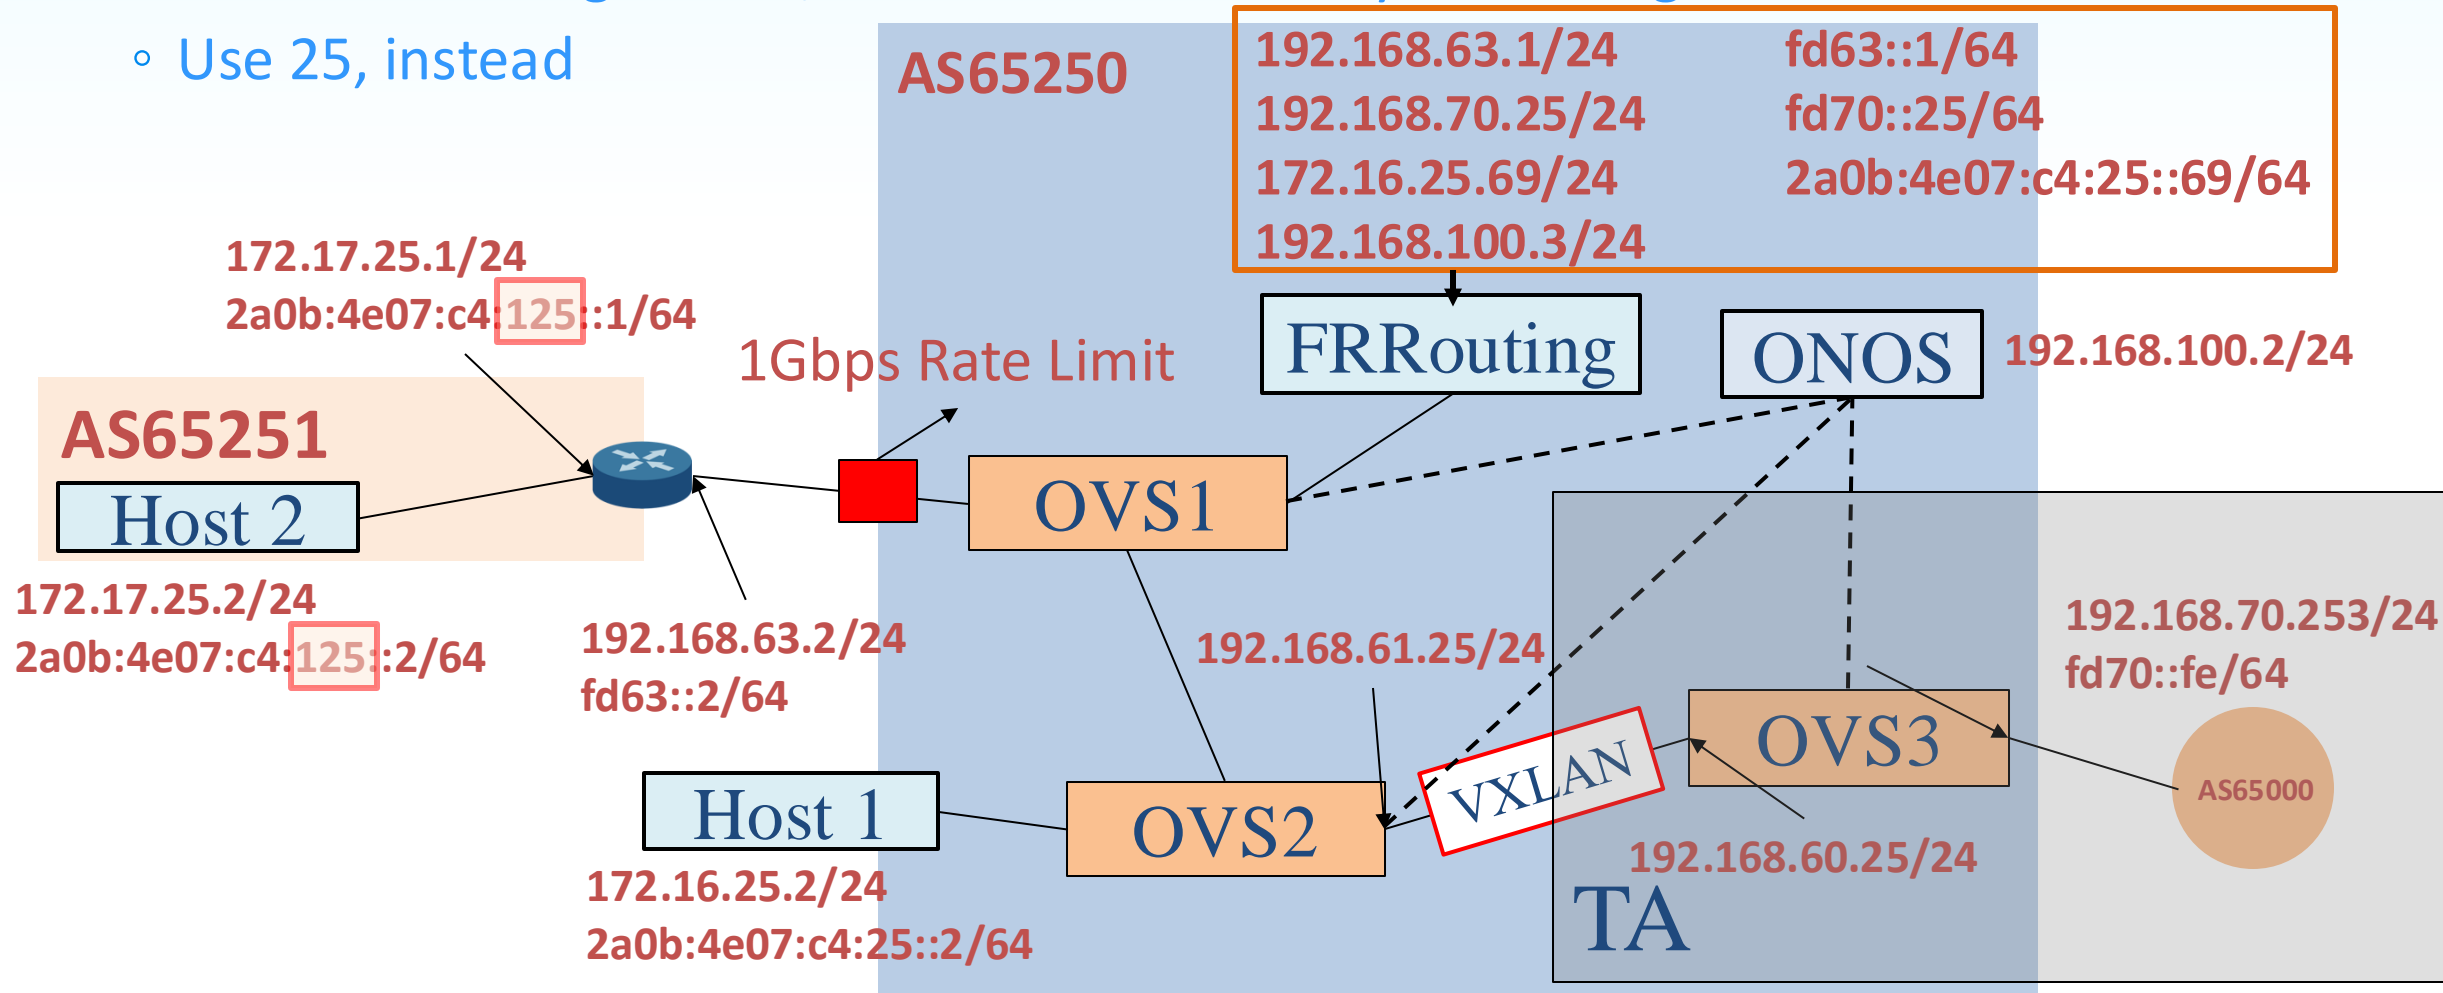 ◦ Use 25, instead
AS65250
192.168.63.1/24 fd63::1/64
192.168.70.25/24 fd70::25/64
172.16.25.69/24 2a0b:4e07:c4:25::69/64
192.168.100.3/24
172.17.25.1/24
2a0b:4e07:c4:125::1/64
1Gbps Rate Limit
FRRouting
ONOS
192.168.100.2/24
AS65251
Host 2
OVS1
172.17.25.2/24
2a0b:4e07:c4:125::2/64
192.168.63.2/24
fd63::2/64
192.168.61.25/24
192.168.70.253/24
fd70::fe/64
VXLAN
OVS3
AS65000
Host 1
OVS2
192.168.60.25/24
172.16.25.2/24
2a0b:4e07:c4:25::2/64
TA